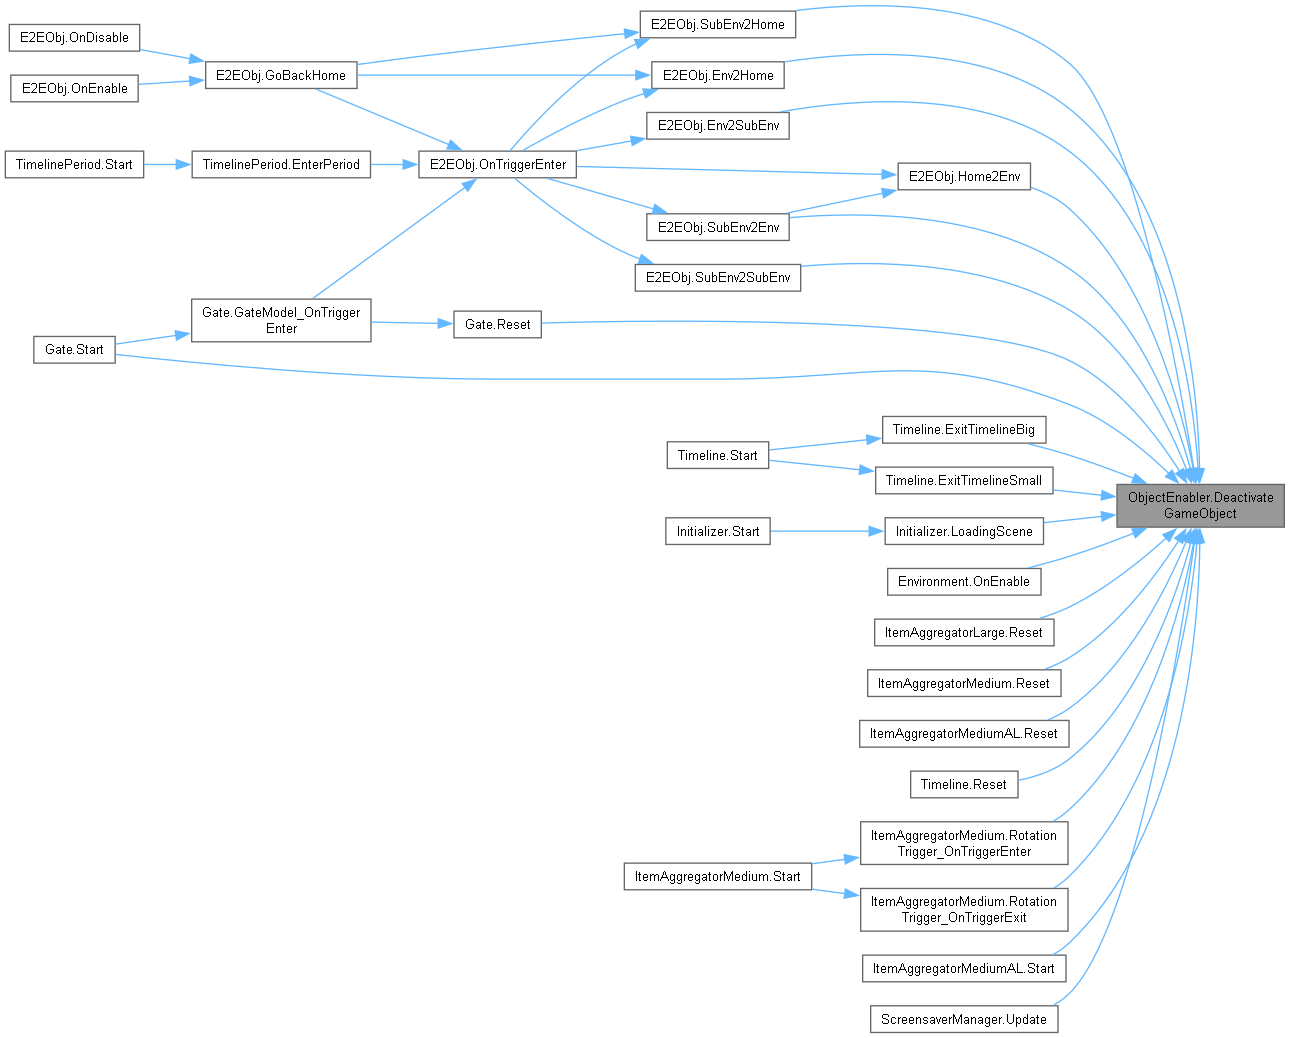 E2EObj.SubEnv2Home
E2EObj.OnDisable
E2EObj.GoBackHome
E2EObj.Env2Home
E2EObj.OnEnable
E2EObj.Env2SubEnv
TimelinePeriod.Start
TimelinePeriod.EnterPeriod
E2EObj.OnTriggerEnter
E2EObj.Home2Env
E2EObj.SubEnv2Env
E2EObj.SubEnv2SubEnv
Gate.GateModel_OnTrigger
Enter
Gate.Reset
Gate.Start
Timeline.ExitTimelineBig
Timeline.Start
Timeline.ExitTimelineSmall
ObjectEnabler.Deactivate
GameObject
Initializer.Start
Initializer.LoadingScene
Environment.OnEnable
ItemAggregatorLarge.Reset
ItemAggregatorMedium.Reset
ItemAggregatorMediumAL.Reset
Timeline.Reset
ItemAggregatorMedium.Rotation
Trigger_OnTriggerEnter
ItemAggregatorMedium.Start
ItemAggregatorMedium.Rotation
Trigger_OnTriggerExit
ItemAggregatorMediumAL.Start
ScreensaverManager.Update